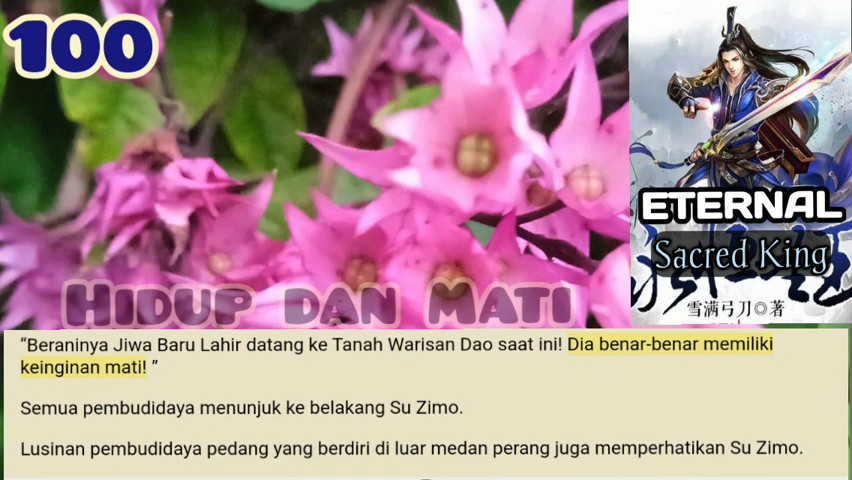 100
ETERNAL
Sacred King
雪满弓刀◎著
HIDUP DAN MATI
“Beraninya Jiwa Baru Lahir datang ke Tanah Warisan Dao saat ini! Dia benar-benar memiliki
keinginan mati! ”
Semua pembudidaya menunjuk ke belakang Su Zimo.
Lusinan pembudidaya pedang yang berdiri di luar medan perang juga memperhatikan Su Zimo.